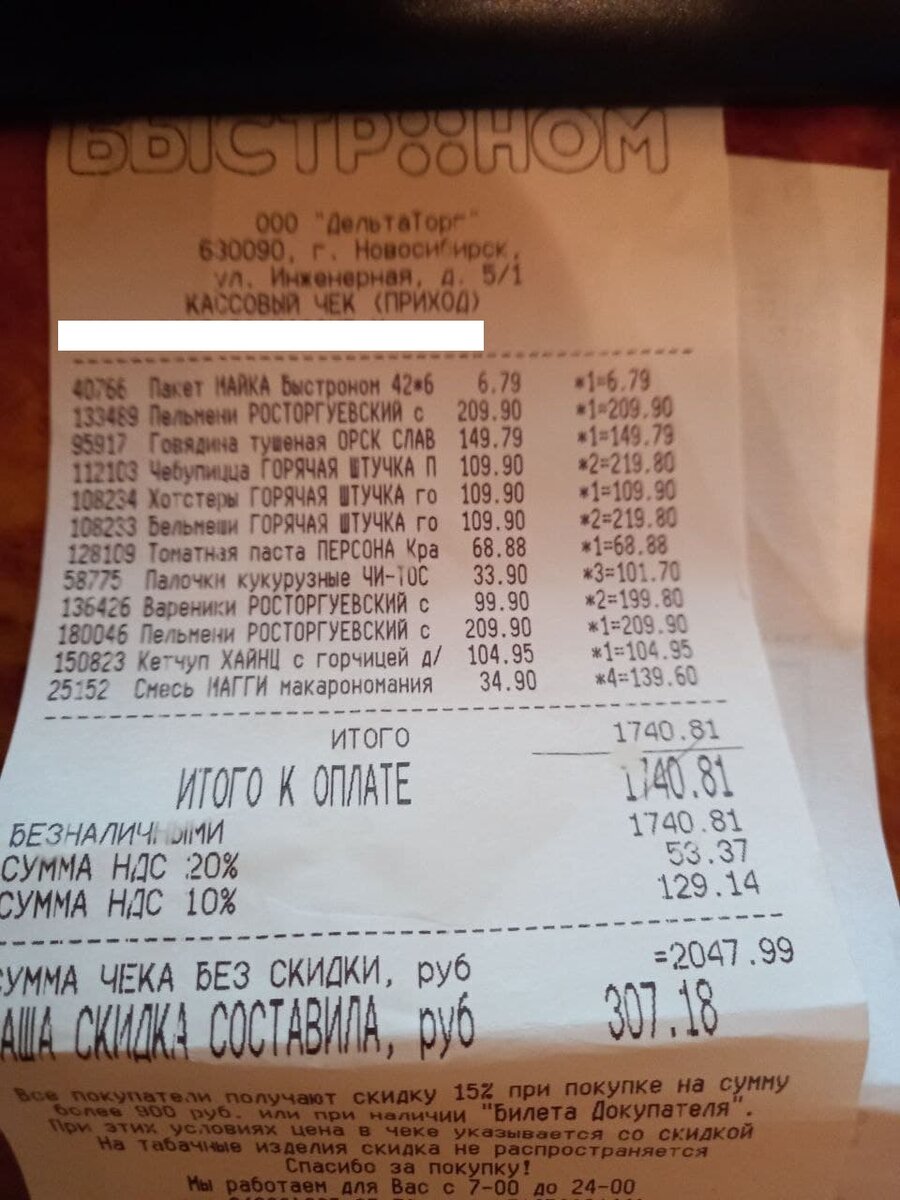 БЫСТРОНОМ
ООО "ДельтаТорг"
630090, г. Новосибирск,
ул. Инженерная, д. 5/1
КАССОВЫЙ ЧЕК (ПРИХОД)
40766 Пакет МАЙКА Быстроном 42*6 6.79 *1=6.79
133489 Пельмени РОСТОРГУЕВСКИЙ с 209.90 *1=209.90
95917 Говядина тушеная ОРСК СЛАВ 149.79 *1=149.79
112103 Чебупицца ГОРЯЧАЯ ШТУЧКА П 109.90 *2=219.80
108234 Хотстеры ГОРЯЧАЯ ШТУЧКА го 109.90 *1=109.90
108233 Бельмеши ГОРЯЧАЯ ШТУЧКА го 109.90 *2=219.80
128109 Томатная паста ПЕРСОНА Кра 68.88 *1=68.88
58775 Палочки кукурузные ЧИ-ТОС 33.90 *3=101.70
136426 Вареники РОСТОРГУЕВСКИЙ с 99.90 *2=199.80
180046 Пельмени РОСТОРГУЕВСКИЙ с 209.90 *1=209.90
150823 Кетчуп ХАЙНЦ с горчицей д/ 104.95 *1=104.95
25152 Смесь МАГГИ макарономания 34.90 *4=139.60
ИТОГО 1740.81
ИТОГО К ОПЛАТЕ 1740.81
БЕЗНАЛИЧНЫМИ 1740.81
СУММА НДС 20% 53.37
СУММА НДС 10% 129.14
СУММА ЧЕКА БЕЗ СКИДКИ, руб =2047.99
АША СКИДКА СОСТАВИЛА, руб 307.18
Все покупатели получают скидку 15% при покупке на сумму
более 900 руб. или при наличии "Билета Докупателя".
При этих условиях цена в чеке указывается со скидкой
На табачные изделия скидка не распространяется
Спасибо за покупку!
Мы работаем для Вас с 7-00 до 24-00